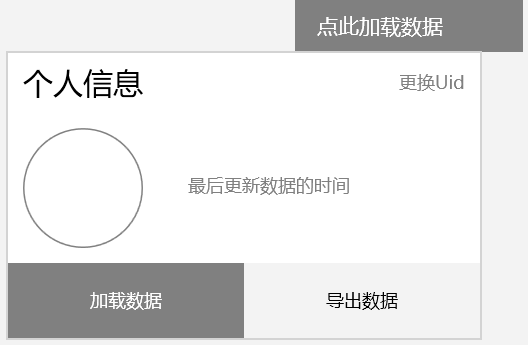 点此加载数据
个人信息
更换Uid
最后更新数据的时间
加载数据
导出数据